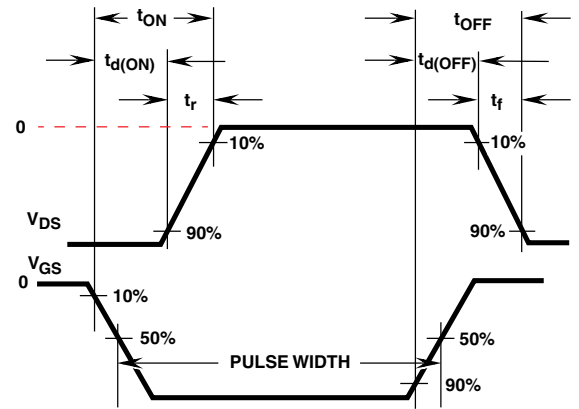 tON
tOFF
td(ON)
td(OFF)
tr
tf
0
10%
10%
VDS
90%
90%
VGS
0
10%
50%
50%
PULSE WIDTH
90%